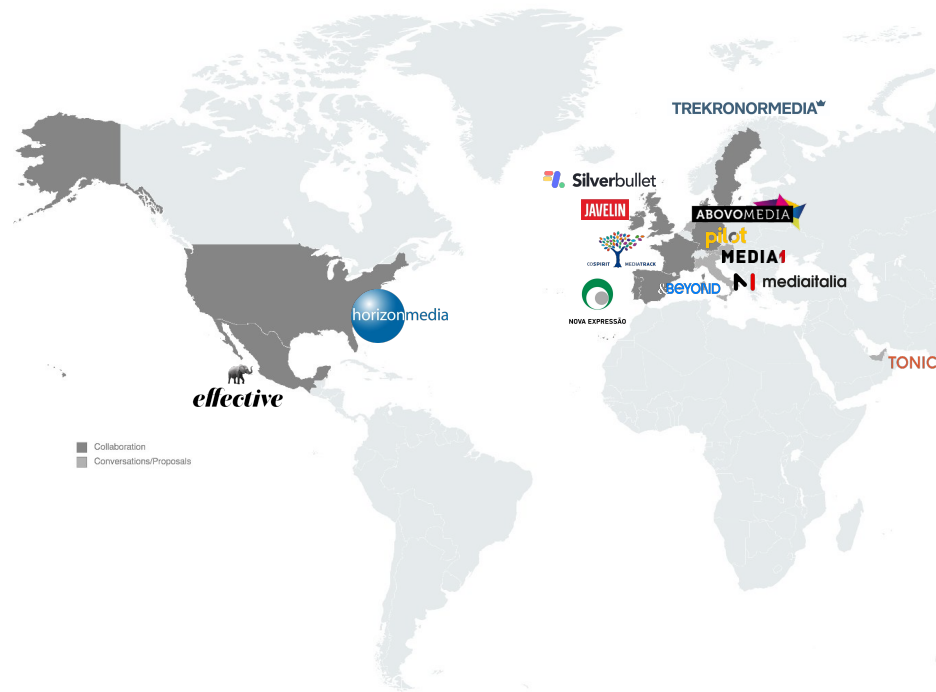 TREKRONORMEDIA
Silverbullet
JAVELIN
ABOVOMEDIA
pilot
COSPIRIT MEDIATRACK
MEDIA1
mediaitalia
&BEYOND
NOVA EXPRESSÃO
horizonmedia
TONIC
effective
Collaboration
Conversations/Proposals